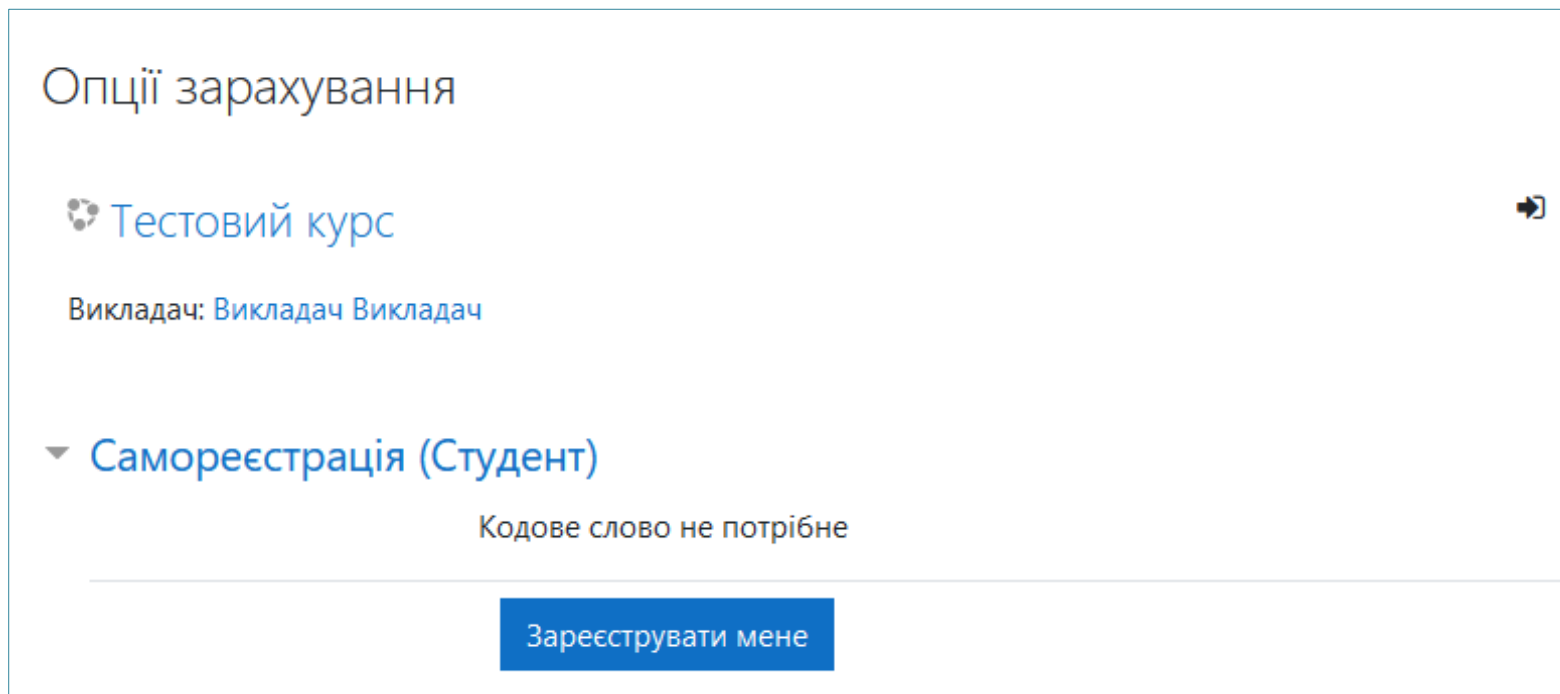 Опції зарахування
Тестовий курс
Викладач: Викладач Викладач
Самореєстрація (Студент)
Кодове слово не потрібне
Зареєструвати мене